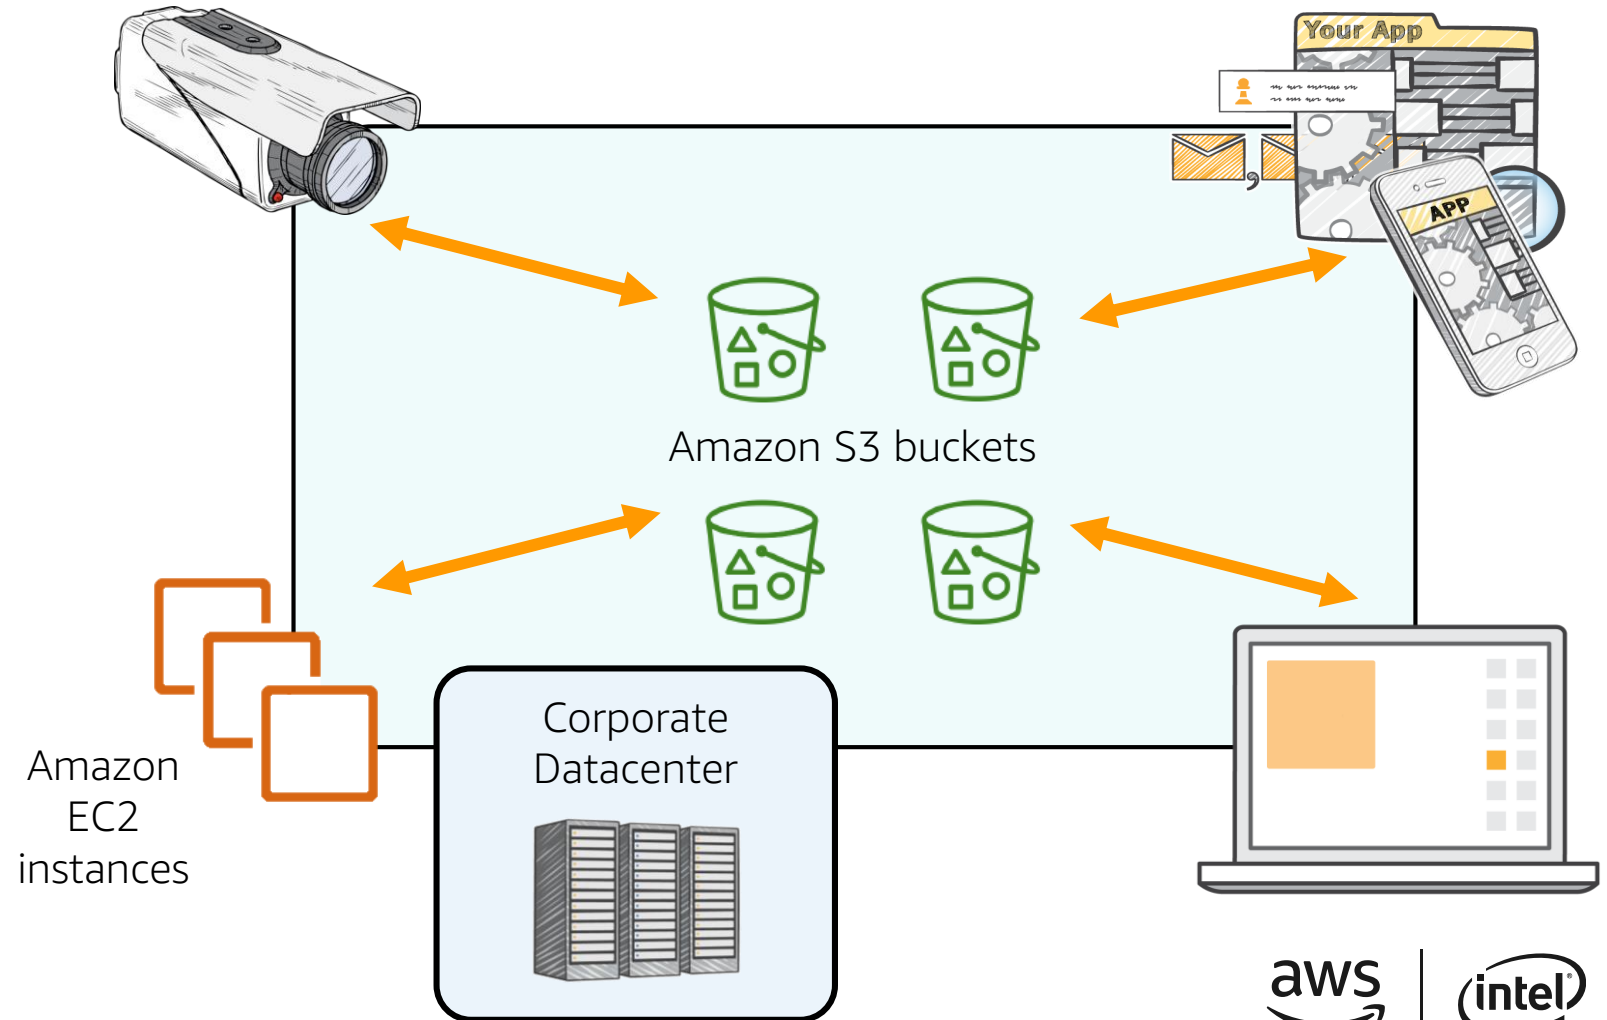 Your App
APP
Amazon S3 buckets
Corporate
Datacenter
Amazon
EC2
instances
aws
intel